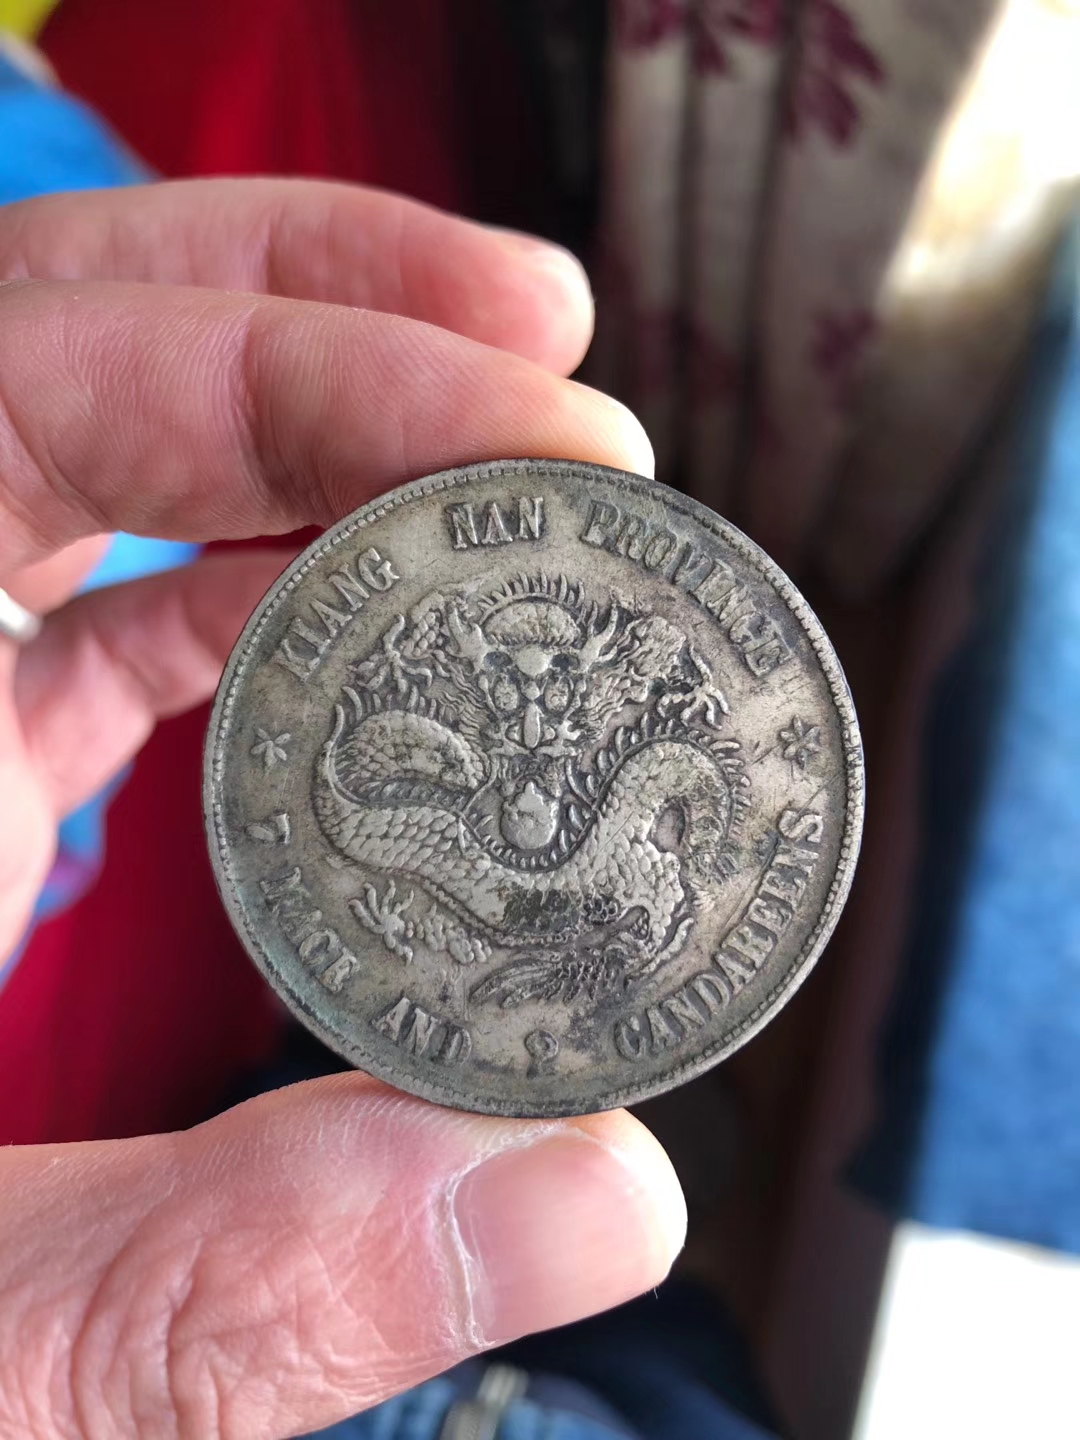 KIANG NAN PROVINCE
7 MACE AND 2 CANDAREENS